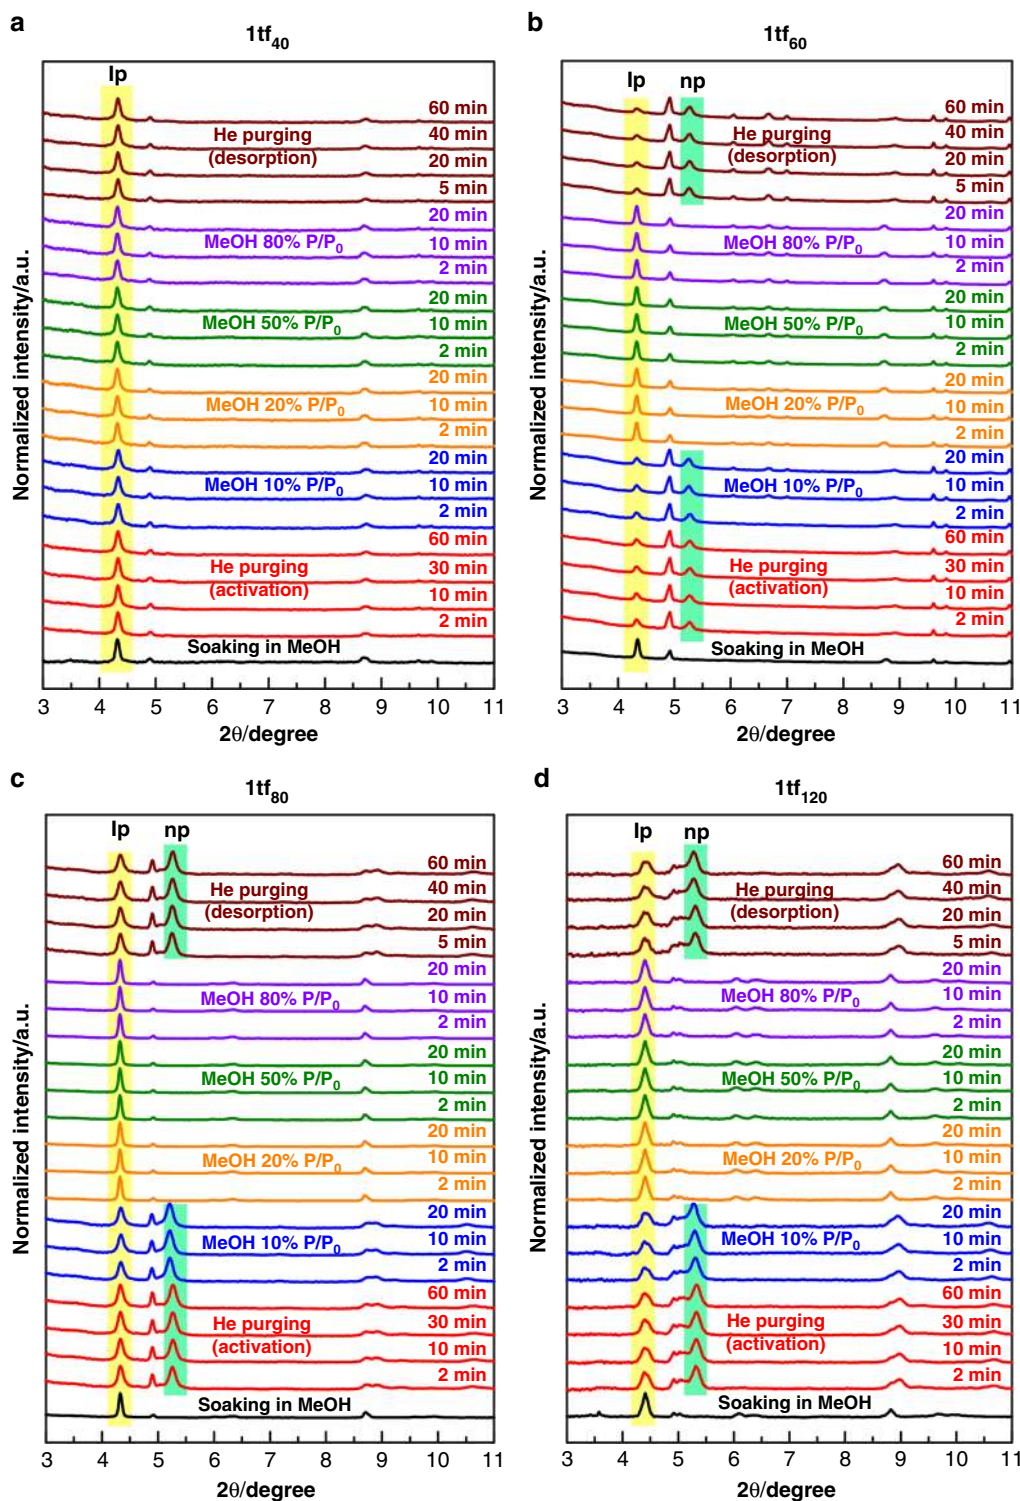 a
1tf40
lp
60 min
He purging
40 min
(desorption)
20 min
5 min
20 min
MeOH 80% P/P0
10 min
2 min
20 min
MeOH 50% P/P0
10 min
2 min
20 min
MeOH 20% P/P0
10 min
2 min
20 min
MeOH 10% P/P0
10 min
2 min
60 min
He purging
30 min
(activation)
10 min
2 min
Soaking in MeOH
Normalized intensity/a.u.
3 4 5 6 7 8 9 10 11
2θ/degree
b
1tf60
lp np
60 min
He purging
40 min
(desorption)
20 min
5 min
20 min
MeOH 80% P/P0
10 min
2 min
20 min
MeOH 50% P/P0
10 min
2 min
20 min
MeOH 20% P/P0
10 min
2 min
20 min
MeOH 10% P/P0
10 min
2 min
60 min
He purging
30 min
(activation)
10 min
2 min
Soaking in MeOH
Normalized intensity/a.u.
3 4 5 6 7 8 9 10 11
2θ/degree
c
1tf80
lp np
60 min
He purging
40 min
(desorption)
20 min
5 min
20 min
MeOH 80% P/P0
10 min
2 min
20 min
MeOH 50% P/P0
10 min
2 min
20 min
MeOH 20% P/P0
10 min
2 min
20 min
MeOH 10% P/P0
10 min
2 min
60 min
He purging
30 min
(activation)
10 min
2 min
Soaking in MeOH
Normalized intensity/a.u.
3 4 5 6 7 8 9 10 11
2θ/degree
d
1tf120
lp np
60 min
He purging
40 min
(desorption)
20 min
5 min
20 min
MeOH 80% P/P0
10 min
2 min
20 min
MeOH 50% P/P0
10 min
2 min
20 min
MeOH 20% P/P0
10 min
2 min
20 min
MeOH 10% P/P0
10 min
2 min
60 min
He purging
30 min
(activation)
10 min
2 min
Soaking in MeOH
Normalized intensity/a.u.
3 4 5 6 7 8 9 10 11
2θ/degree